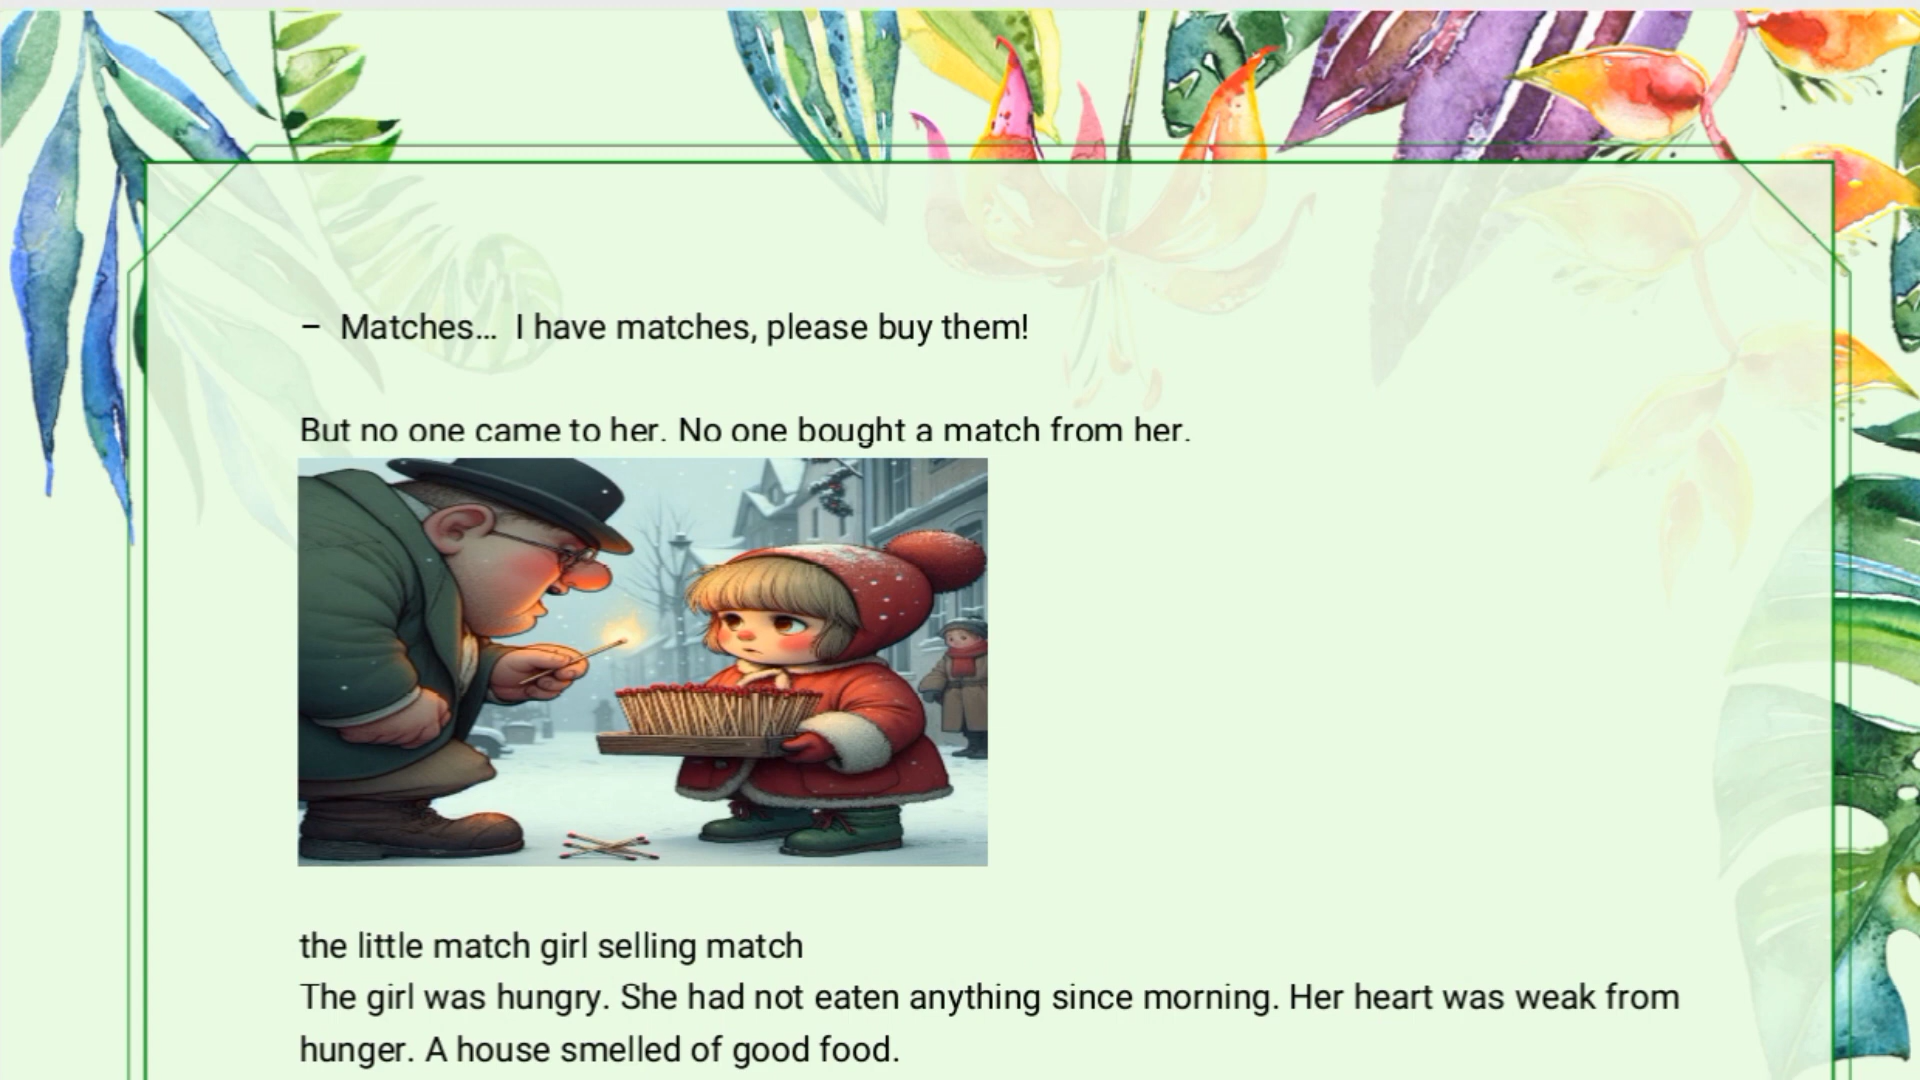 – Matches… I have matches, please buy them!
But no one came to her. No one bought a match from her.
the little match girl selling match
The girl was hungry. She had not eaten anything since morning. Her heart was weak from
hunger. A house smelled of good food.